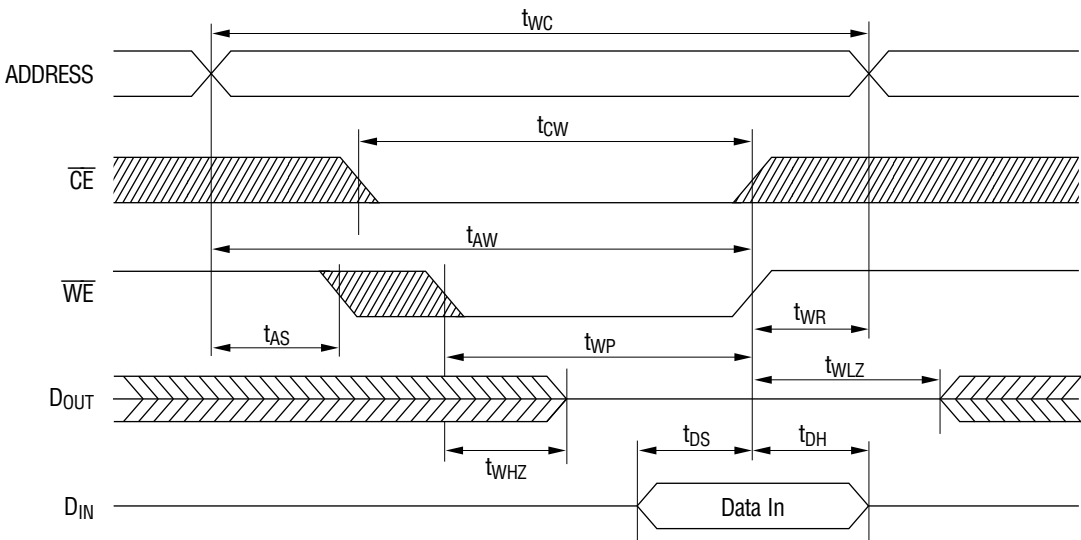 tWC
ADDRESS
tCW
CE
tAW
WE
tAS
tWR
tWP
tWLZ
DOUT
tWHZ
tDS
tDH
DIN
Data In